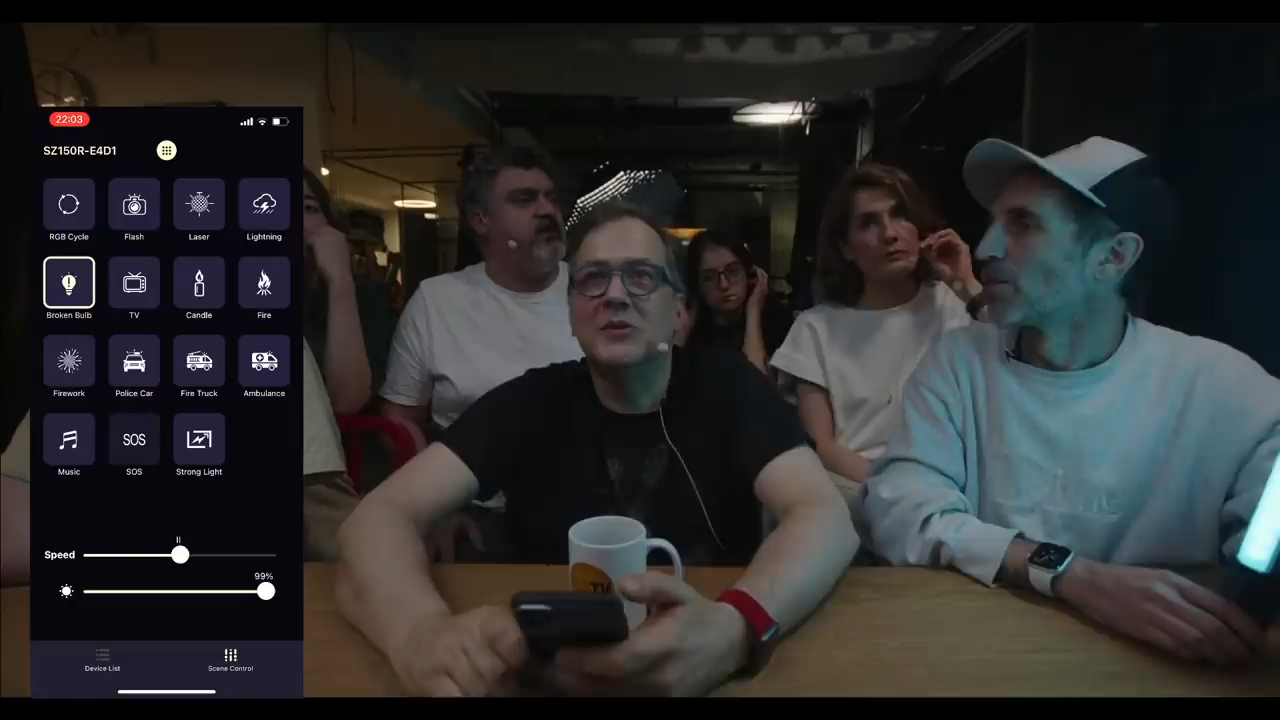 22:03
SZ150R-E4D1
RGB Cycle
Flash
Laser
Lightning
Broken Bulb
TV
Candle
Fire
Firework
Police Car
Fire Truck
Ambulance
SOS
Music
SOS
Strong Light
Speed
99%
Device List
Scene Control
TV